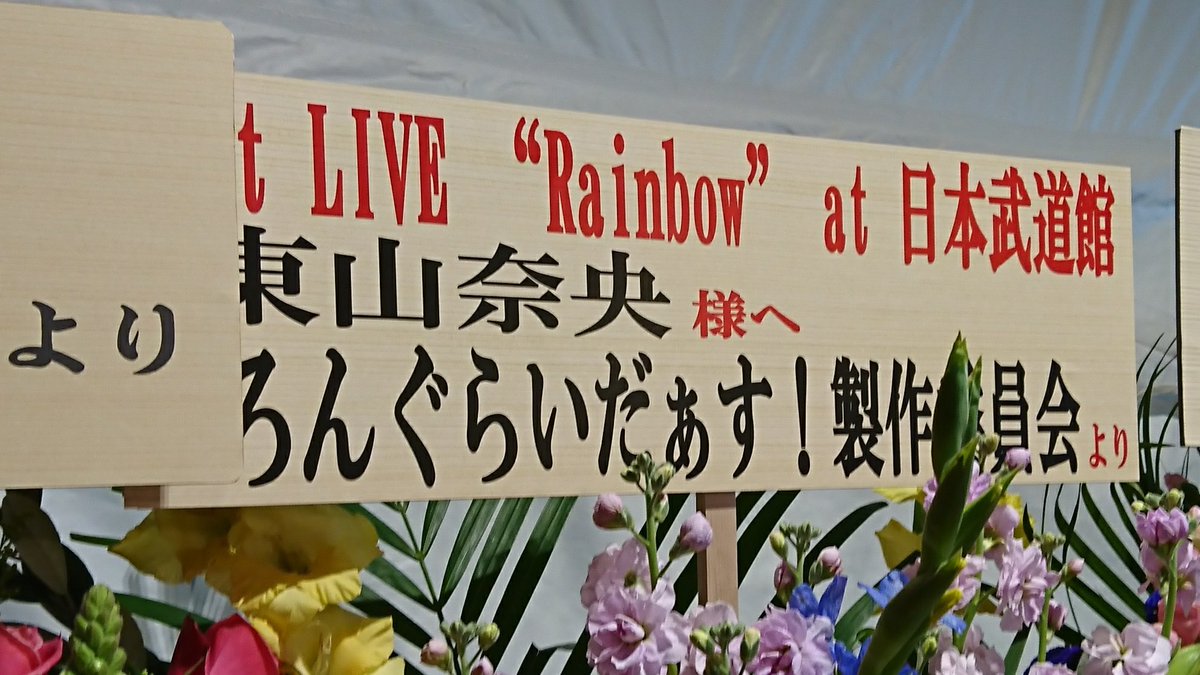 t LIVE “Rainbow” at 日本武道館
東山奈央 様へ
ろんぐらいだぁす！製作委員会より
より